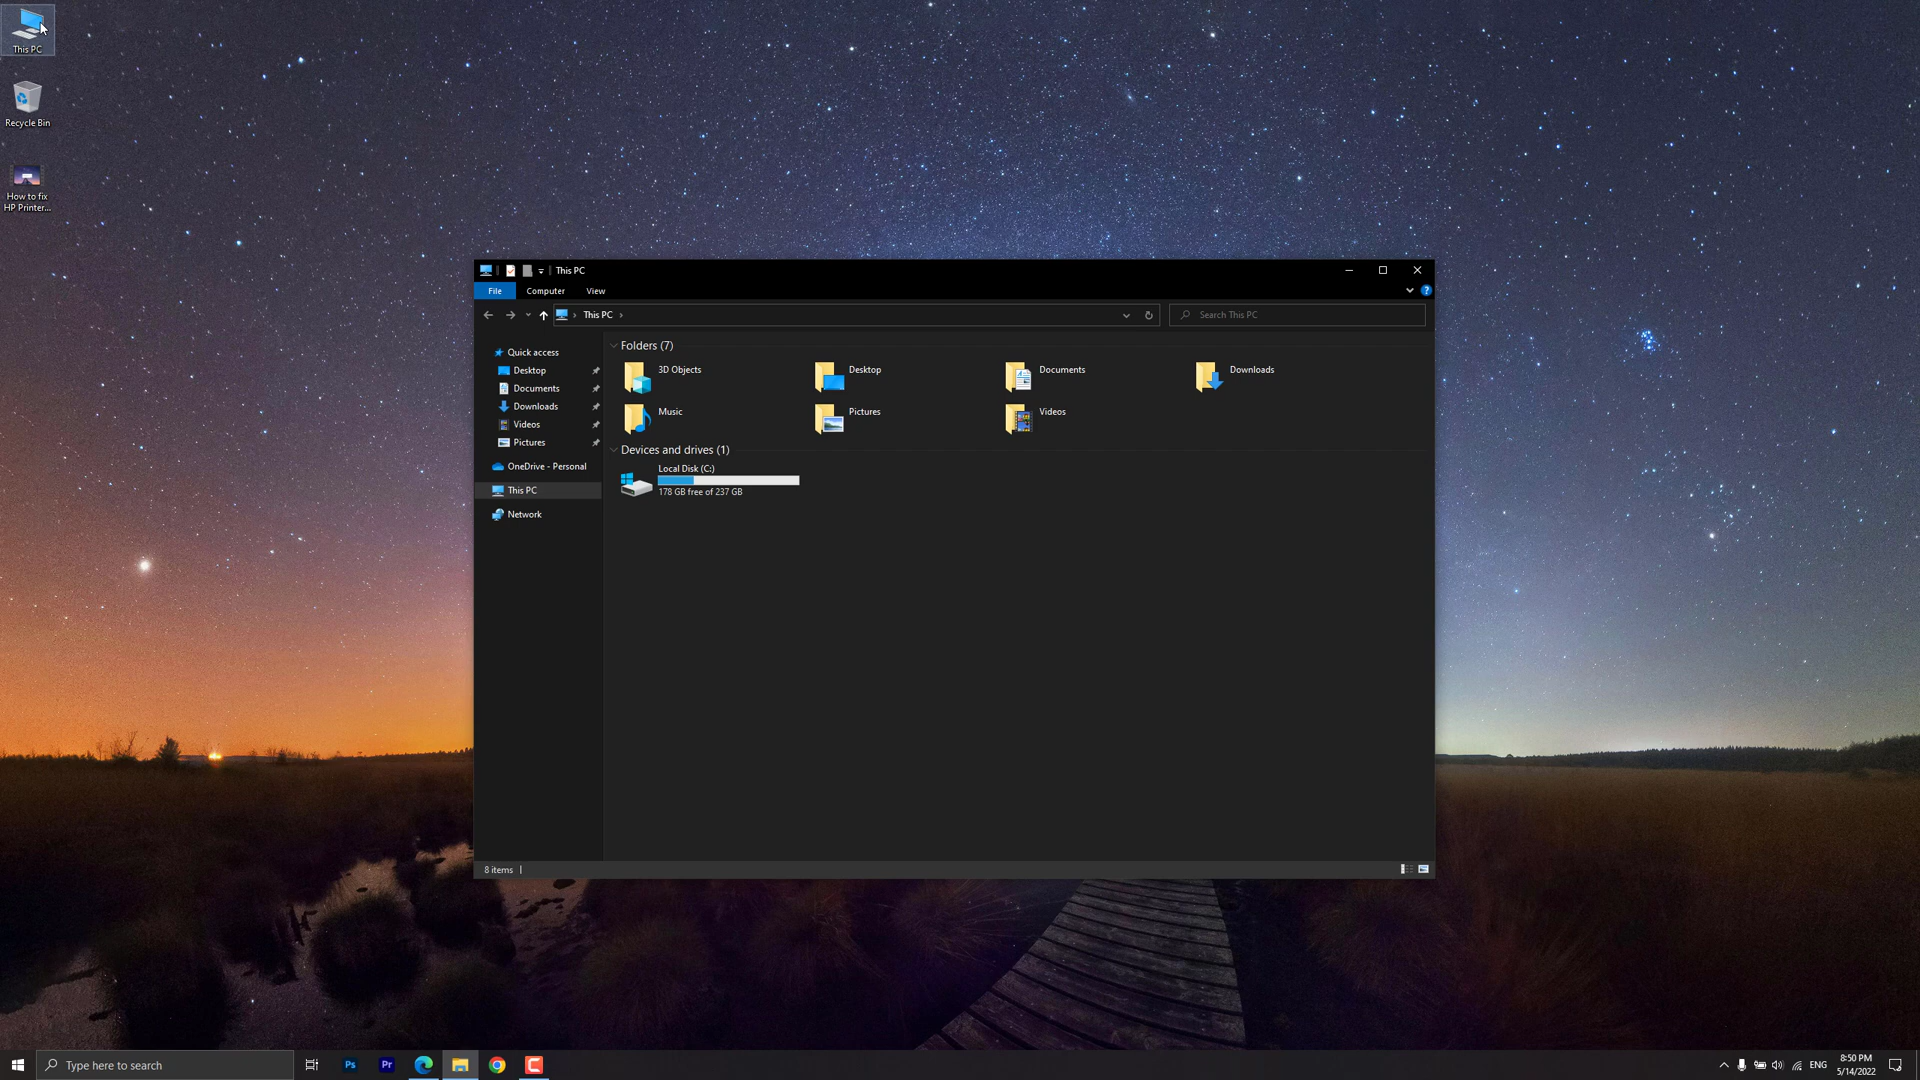 This PC
Recycle Bin
How to fix
HP Printer...
This PC
File Computer View
This PC
Search This PC
Quick access
Desktop
Documents
Downloads
Videos
Pictures
OneDrive - Personal
This PC
Network
Folders (7)
3D Objects
Desktop
Documents
Downloads
Music
Pictures
Videos
Devices and drives (1)
Local Disk (C:)
178 GB free of 237 GB
8 items
Type here to search
Ps
Pr
ENG
8:50 PM
5/14/2022